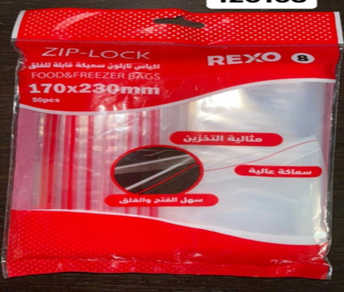 ZIP-LOCK
REXO 8
اكياس نايلون سميكة قابلة للغلق
FOOD&FREEZER BAGS
170x230mm
50pcs
مثالية التخزين
سماكة عالية
سهل الفتح والغلق